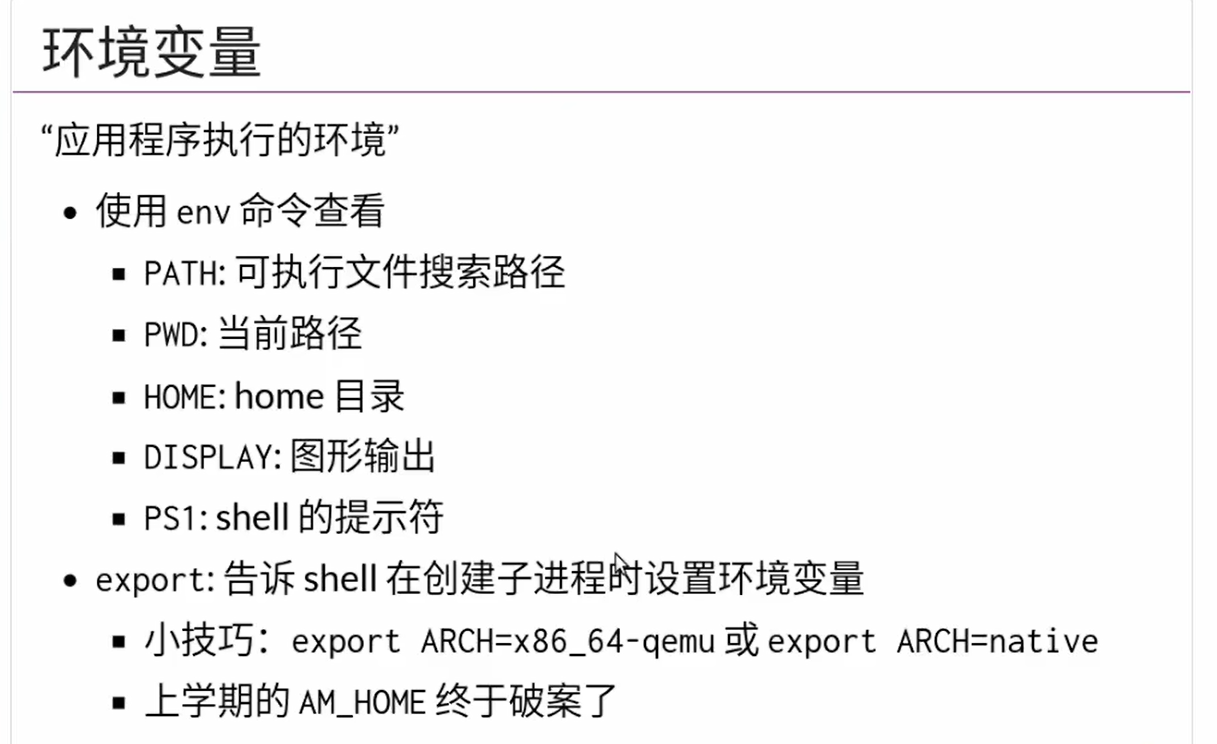 环境变量
“应用程序执行的环境”
使用 env 命令查看
PATH: 可执行文件搜索路径
PWD: 当前路径
HOME: home 目录
DISPLAY: 图形输出
PS1: shell 的提示符
export: 告诉 shell 在创建子进程时设置环境变量
小技巧：export ARCH=x86_64-qemu 或 export ARCH=native
上学期的 AM_HOME 终于破案了